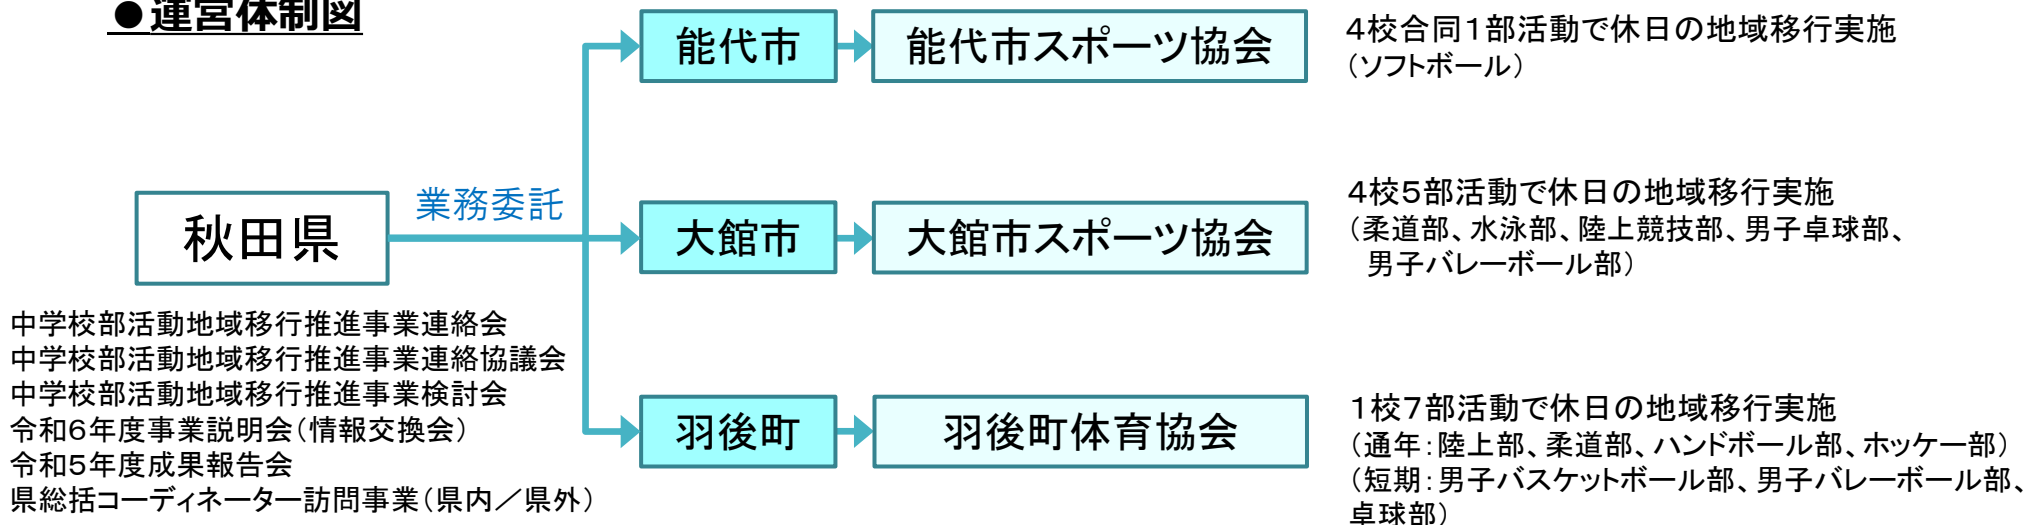 ●運営体制図
能代市
能代市スポーツ協会
4校合同1部活動で休日の地域移行実施
(ソフトボール)
秋田県
業務委託
大館市
大館市スポーツ協会
4校5部活動で休日の地域移行実施
(柔道部、水泳部、陸上競技部、男子卓球部、
男子バレーボール部)
中学校部活動地域移行推進事業連絡会
中学校部活動地域移行推進事業連絡協議会
中学校部活動地域移行推進事業検討会
令和6年度事業説明会(情報交換会)
令和5年度成果報告会
県総括コーディネーター訪問事業(県内/県外)
羽後町
羽後町体育協会
1校7部活動で休日の地域移行実施
(通年:陸上部、柔道部、ハンドボール部、ホッケー部)
(短期:男子バスケットボール部、男子バレーボール部、
卓球部)